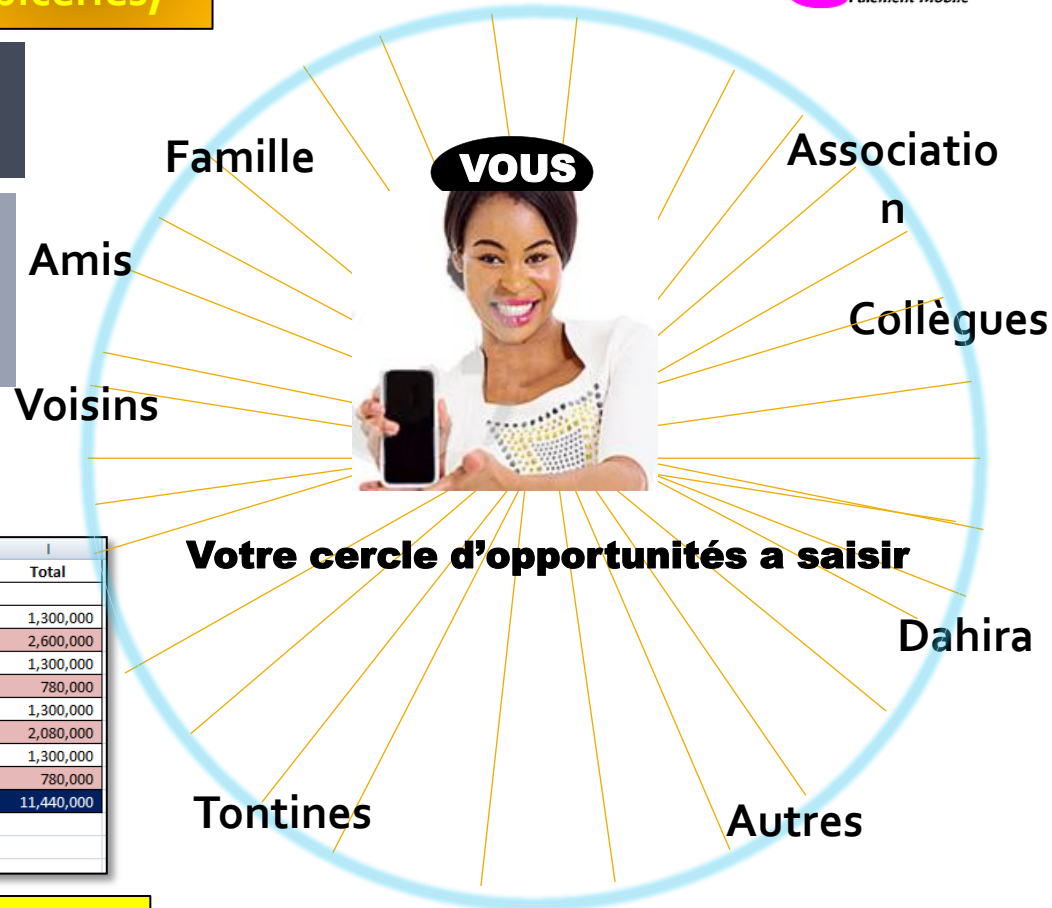 Paiement Mobile
Famille
VOUS
Associatio
n
Amis
Collègues
Voisins
I
Total
Votre cercle d’opportunités a saisir
1,300,000
2,600,000
1,300,000
780,000
1,300,000
2,080,000
1,300,000
780,000
11,440,000
Dahira
Tontines
Autres